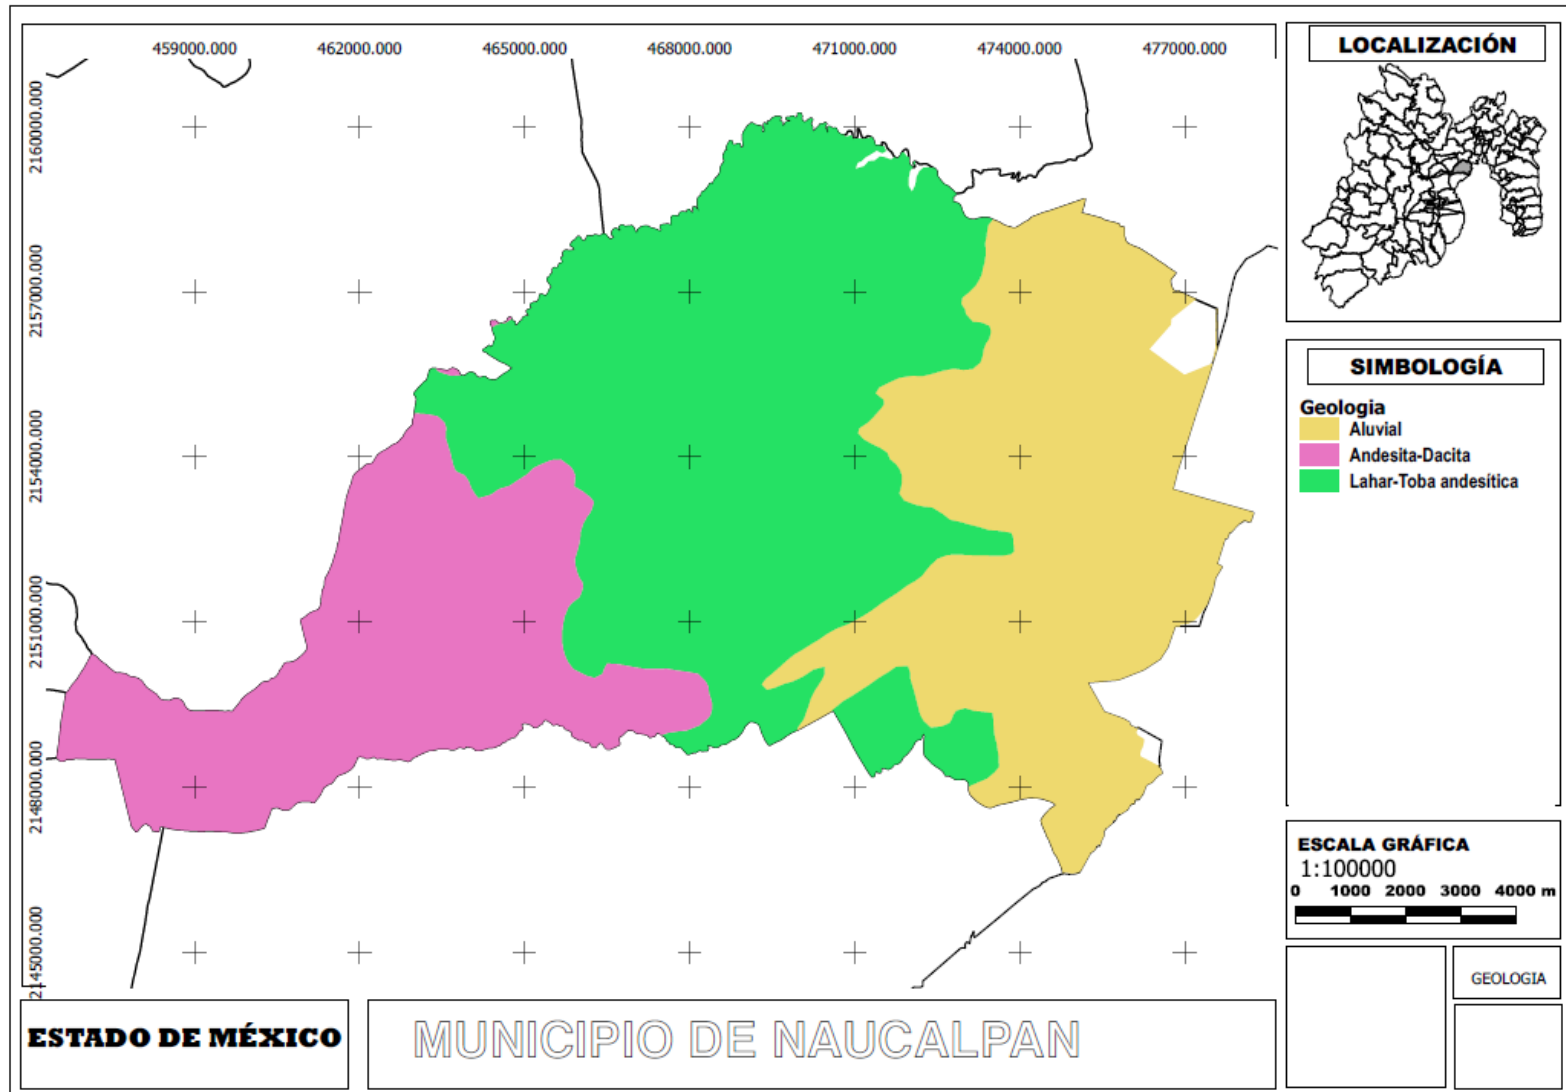 459000.000 462000.000 465000.000 468000.000 471000.000 474000.000 477000.000
2160000.000
2157000.000
2154000.000
2151000.000
2148000.000
2145000.000
LOCALIZACIÓN
SIMBOLOGÍA
Geologia
Aluvial
Andesita-Dacita
Lahar-Toba andesítica
ESCALA GRÁFICA
1:100000
0 1000 2000 3000 4000 m
GEOLOGIA
ESTADO DE MÉXICO
MUNICIPIO DE NAUCALPAN